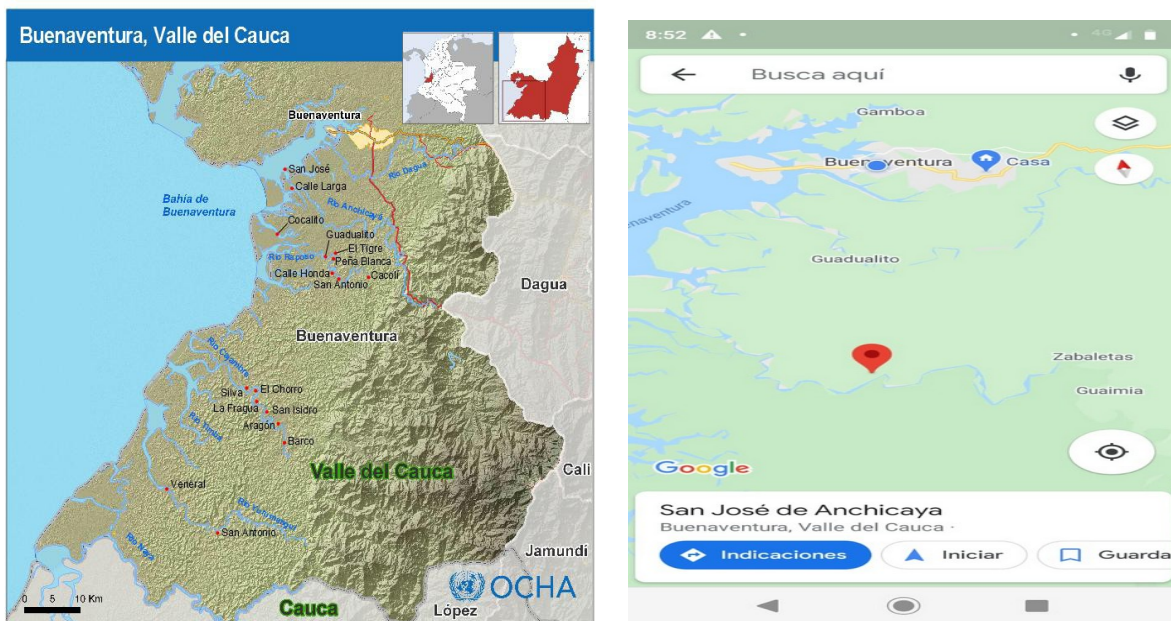 Buenaventura, Valle del Cauca
Buenaventura
Río Dagua
San José
Calle Larga
Bahía de
Buenaventura
Río Anchicayá
Cocalito
Guadualito
El Tigre
Río Raposo
Peña Blanca
Calle Honda
Cacolí
San Antonio
Dagua
Buenaventura
Río Cajambre
Silva
El Chorro
La Fragua
San Isidro
Aragón
Río Yurumanguí
Barco
Valle del Cauca
Cali
Veneral
San Antonio
Río Naya
Jamundi
0 5 10 Km
OCHA
Cauca
López
8:52
4G
Busca aquí
Gamboa
Buenaventura
Casa
Guadualito
Zabaletas
Guaimia
Google
San José de Anchicaya
Buenaventura, Valle del Cauca ·
Indicaciones
Iniciar
Guarda